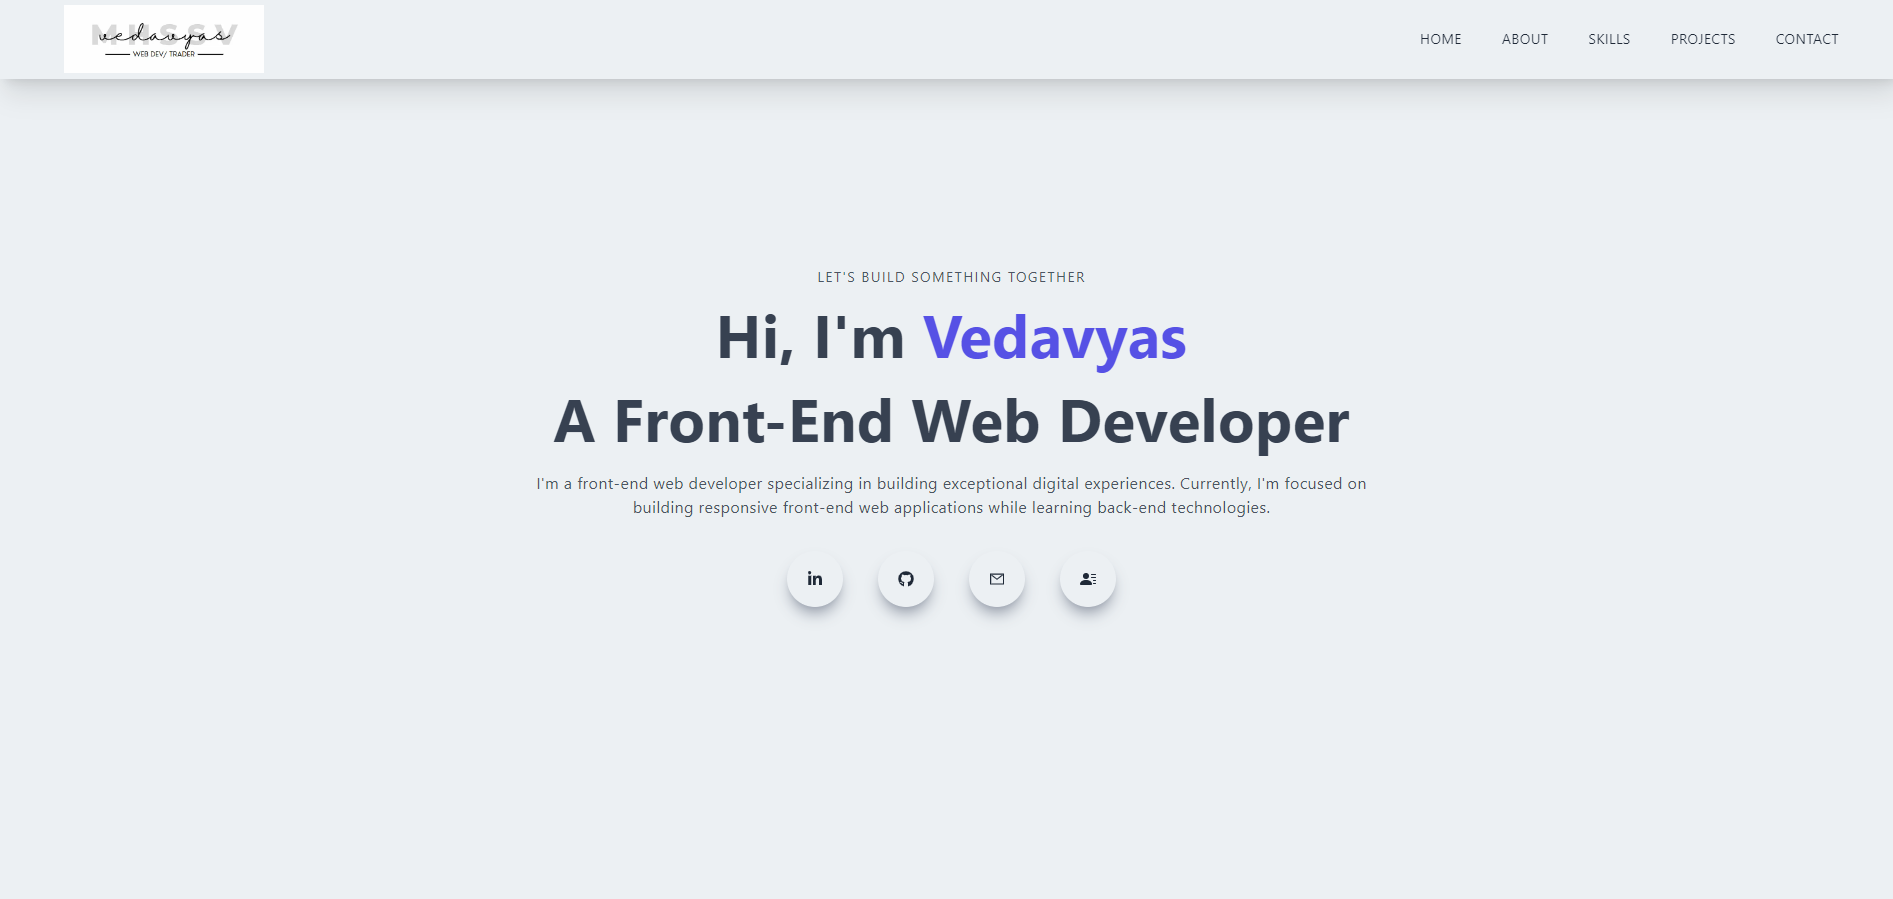 MHSSV
vedavyas
WEB DEV/ TRADER
HOME ABOUT SKILLS PROJECTS CONTACT
LET'S BUILD SOMETHING TOGETHER
Hi, I'm Vedavyas
A Front-End Web Developer
I'm a front-end web developer specializing in building exceptional digital experiences. Currently, I'm focused on
building responsive front-end web applications while learning back-end technologies.
in